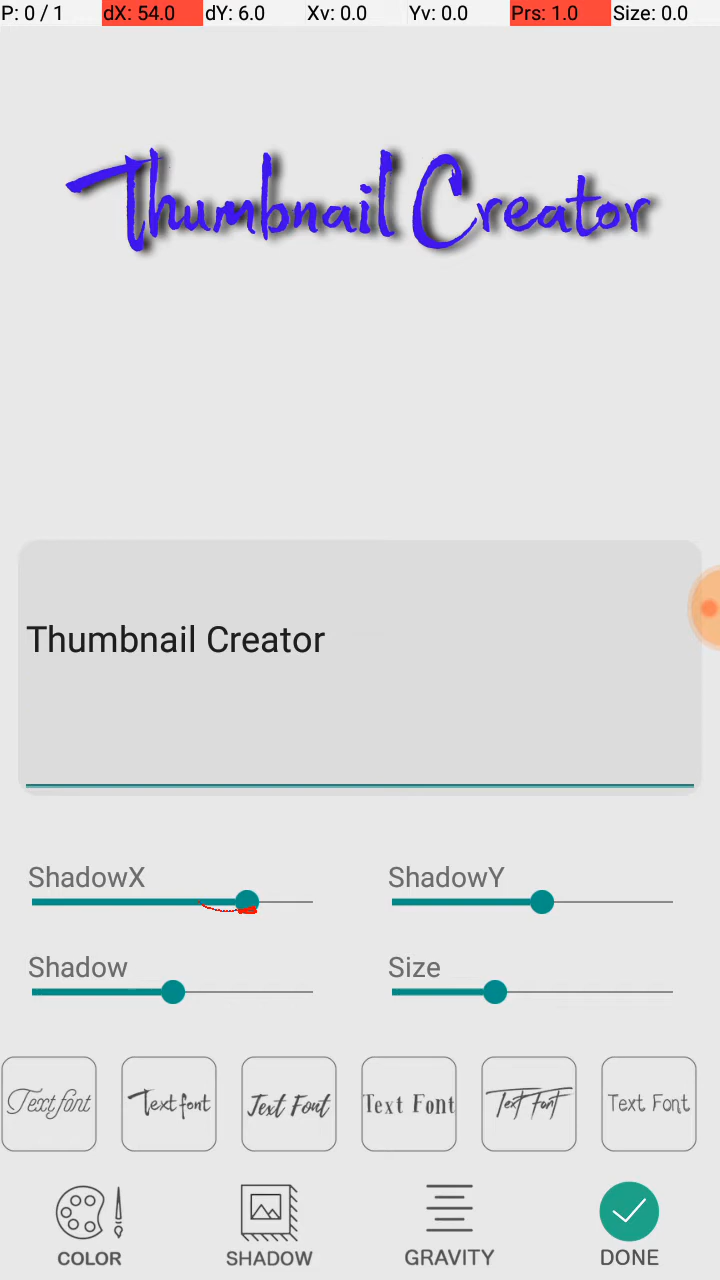 P: 0 / 1 dX: 54.0 dY: 6.0 Xv: 0.0 Yv: 0.0 Prs: 1.0 Size: 0.0
Thumbnail Creator
Thumbnail Creator
ShadowX ShadowY
Shadow Size
Text font Text font Text Font Text Font Text Font Text Font
COLOR SHADOW GRAVITY DONE